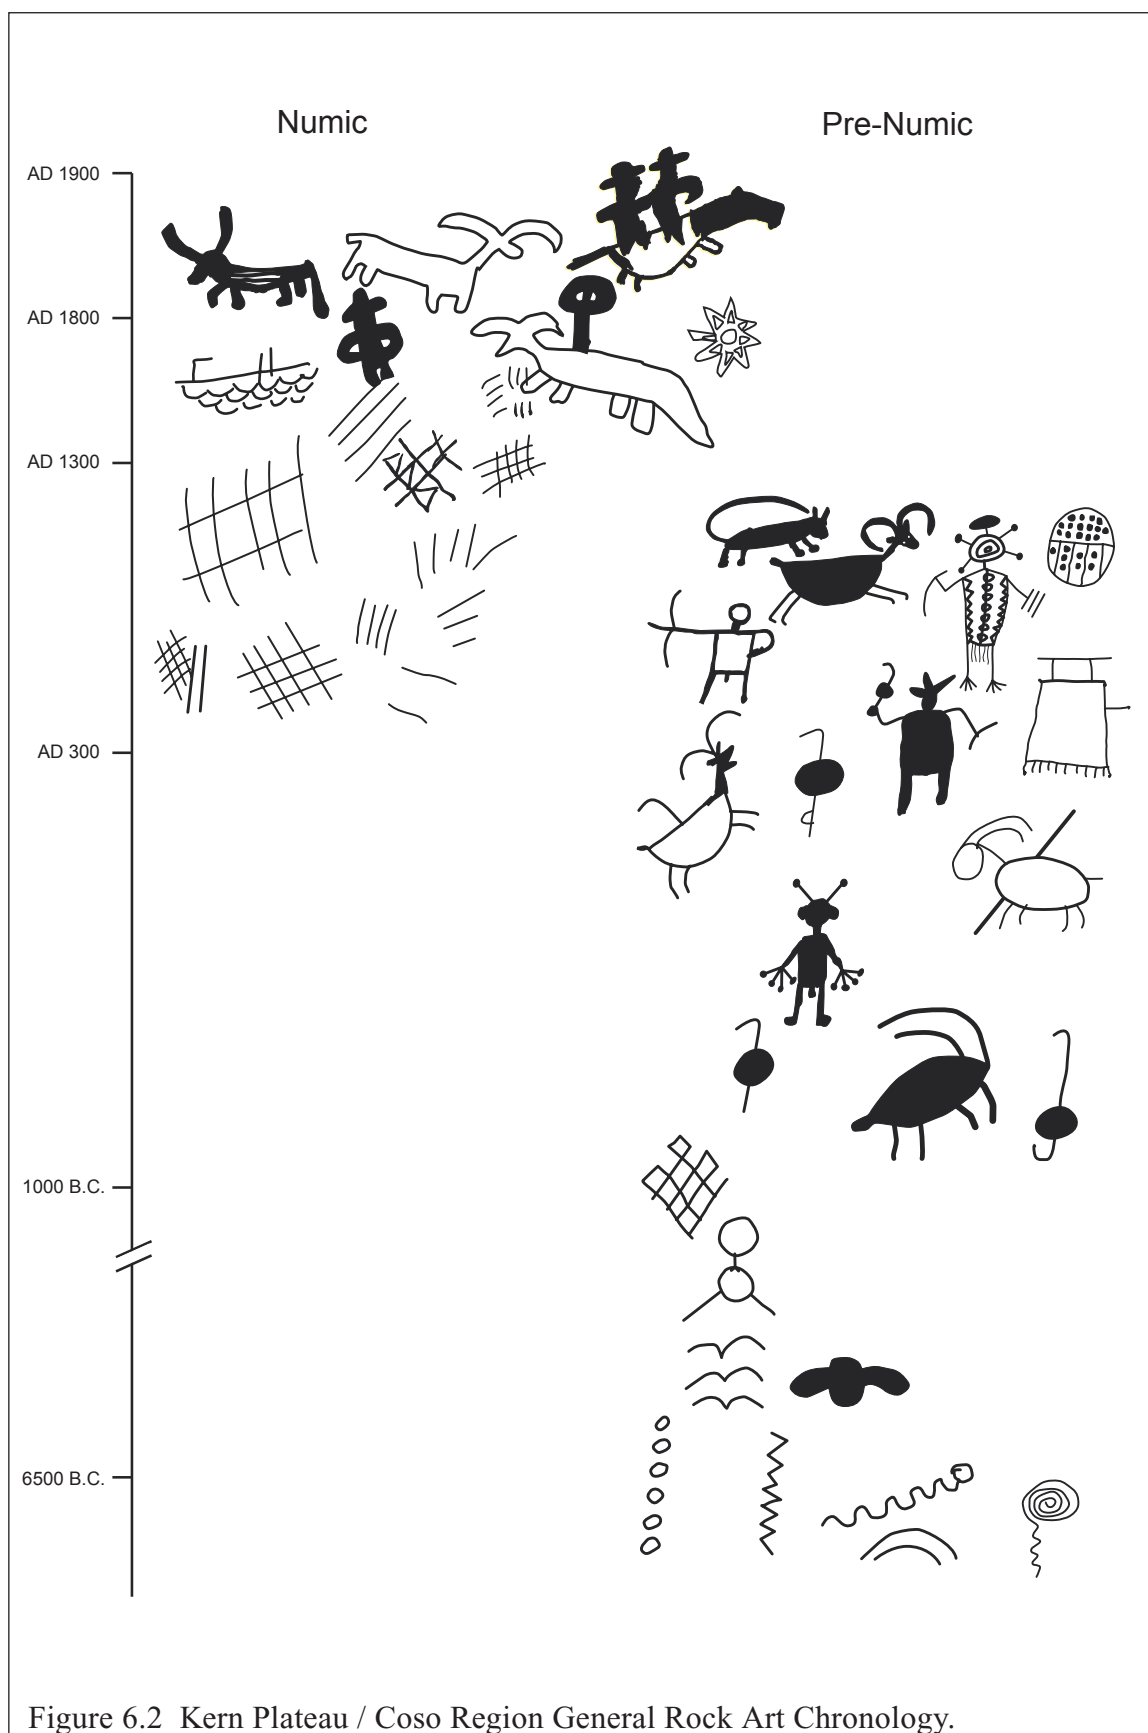 Numic
Pre-Numic
AD 1900
AD 1800
AD 1300
AD 300
1000 B.C.
6500 B.C.
Figure 6.2 Kern Plateau / Coso Region General Rock Art Chronology.